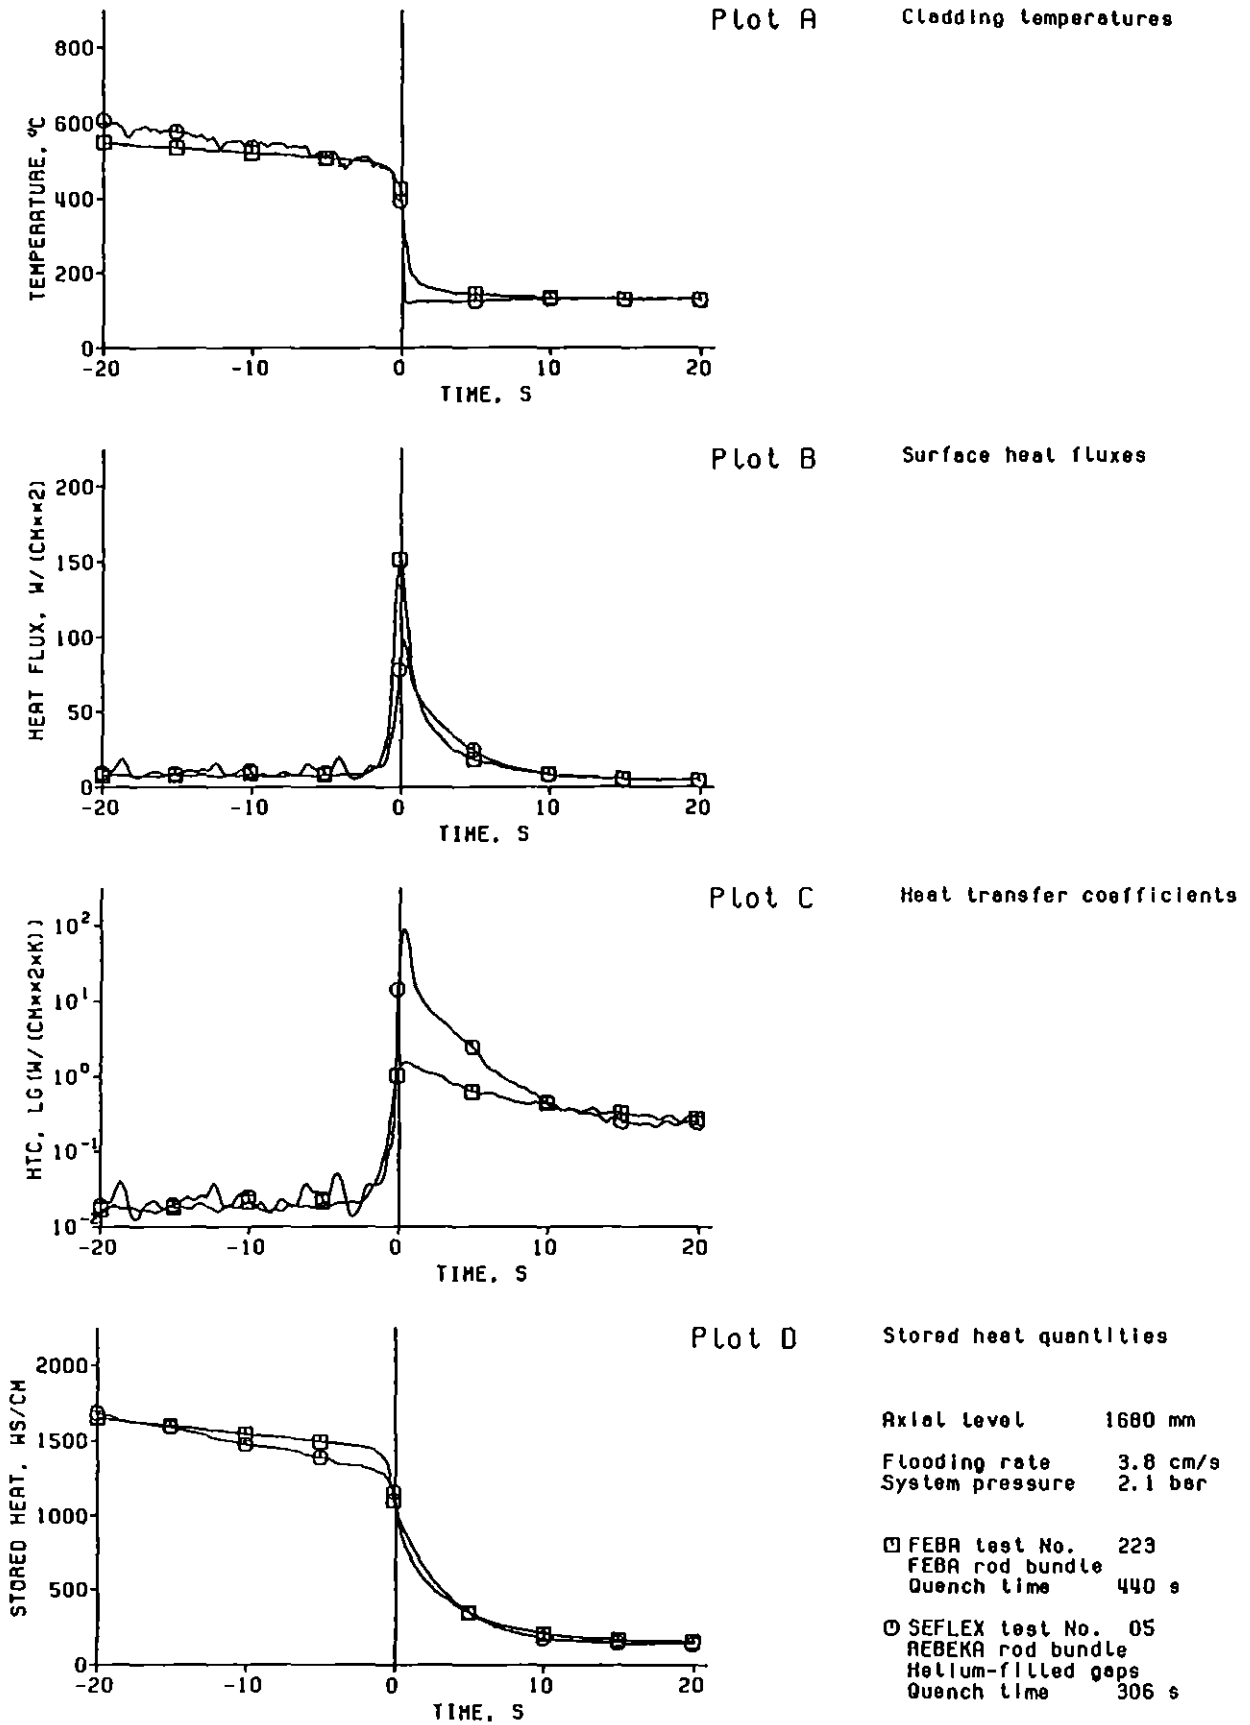 Plot A Cladding temperatures
800
600
400
200
0
TEMPERATURE, ºC
-20 -10 0 10 20
TIME, S
Plot B Surface heat fluxes
200
150
100
50
0
HEAT FLUX, W/(CM**2)
-20 -10 0 10 20
TIME, S
Plot C Heat transfer coefficients
10²
10¹
10⁰
10⁻¹
10⁻²
HTC, LG(W/(CM**2*K))
-20 -10 0 10 20
TIME, S
Plot D Stored heat quantities
2000
1500
1000
500
0
STORED HEAT, WS/CM
-20 -10 0 10 20
TIME, S
Axial level 1680 mm
Flooding rate 3.8 cm/s
System pressure 2.1 bar
FEBA test No. 223
FEBA rod bundle
Quench time 440 s
SEFLEX test No. 05
REBEKA rod bundle
Helium-filled gaps
Quench time 306 s